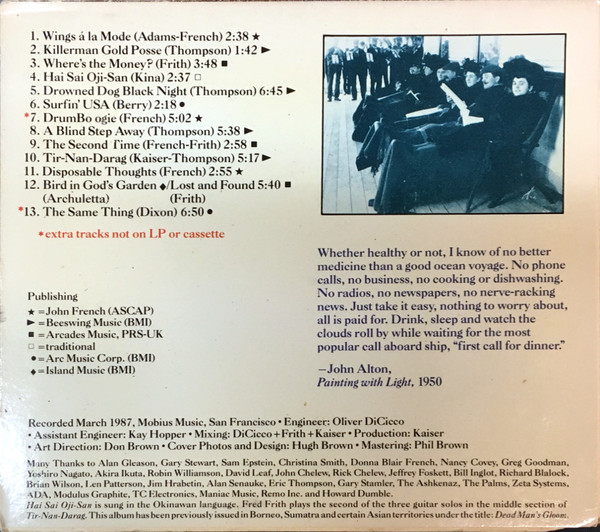 1. Wings á la Mode (Adams-French) 2:38 ★
2. Killerman Gold Posse (Thompson) 1:42 ►
3. Where's the Money? (Frith) 3:48 ■
4. Hai Sai Oji-San (Kina) 2:37 □
5. Drowned Dog Black Night (Thompson) 6:45 ►
6. Surfin' USA (Berry) 2:18 ●
*7. DrumBo ogie (French) 5:02 ★
8. A Blind Step Away (Thompson) 5:38 ►
9. The Second Time (French-Frith) 2:58 ■
10. Tir-Nan-Darag (Kaiser-Thompson) 5:17 ►
11. Disposable Thoughts (French) 2:55 ★
12. Bird in God's Garden ◆/Lost and Found 5:40 ■
(Archuletta) (Frith)
*13. The Same Thing (Dixon) 6:50 ●
*extra tracks not on LP or cassette
Publishing
★=John French (ASCAP)
►=Beeswing Music (BMI)
■=Arcades Music, PRS-UK
□=traditional
●=Arc Music Corp. (BMI)
◆=Island Music (BMI)
Whether healthy or not, I know of no better
medicine than a good ocean voyage. No phone
calls, no business, no cooking or dishwashing.
No radios, no newspapers, no nerve-racking
news. Just take it easy, nothing to worry about,
all is paid for. Drink, sleep and watch the
clouds roll by while waiting for the most
popular call aboard ship, “first call for dinner.”
—John Alton,
Painting with Light, 1950
Recorded March 1987, Mobius Music, San Francisco • Engineer: Oliver DiCicco
• Assistant Engineer: Kay Hopper • Mixing: DiCicco+Frith+Kaiser • Production: Kaiser
• Art Direction: Don Brown • Cover Photos and Design: Hugh Brown • Mastering: Phil Brown
Many Thanks to Alan Gleason, Gary Stewart, Sam Epstein, Christina Smith, Donna Blair French, Nancy Covey, Greg Goodman,
Yoshiro Nagato, Akira Ikuta, Robin Williamson, David Leaf, John Chelew, Rick Chelew, Jeffrey Foskett, Bill Inglot, Richard Blalock,
Brian Wilson, Len Patterson, Jim Hrabetin, Alan Senauke, Eric Thompson, Gary Stamler, The Ashkenaz, The Palms, Zeta Systems,
ADA, Modulus Graphite, TC Electronics, Maniac Music, Remo Inc. and Howard Dumble.
Hai Sai Oji-San is sung in the Okinawan language. Fred Frith plays the second of the three guitar solos in the middle section of
Tir-Nan-Darag. This album has been previously issued in Borneo, Sumatra and certain Asian territories under the title: Dead Man's Gloom.